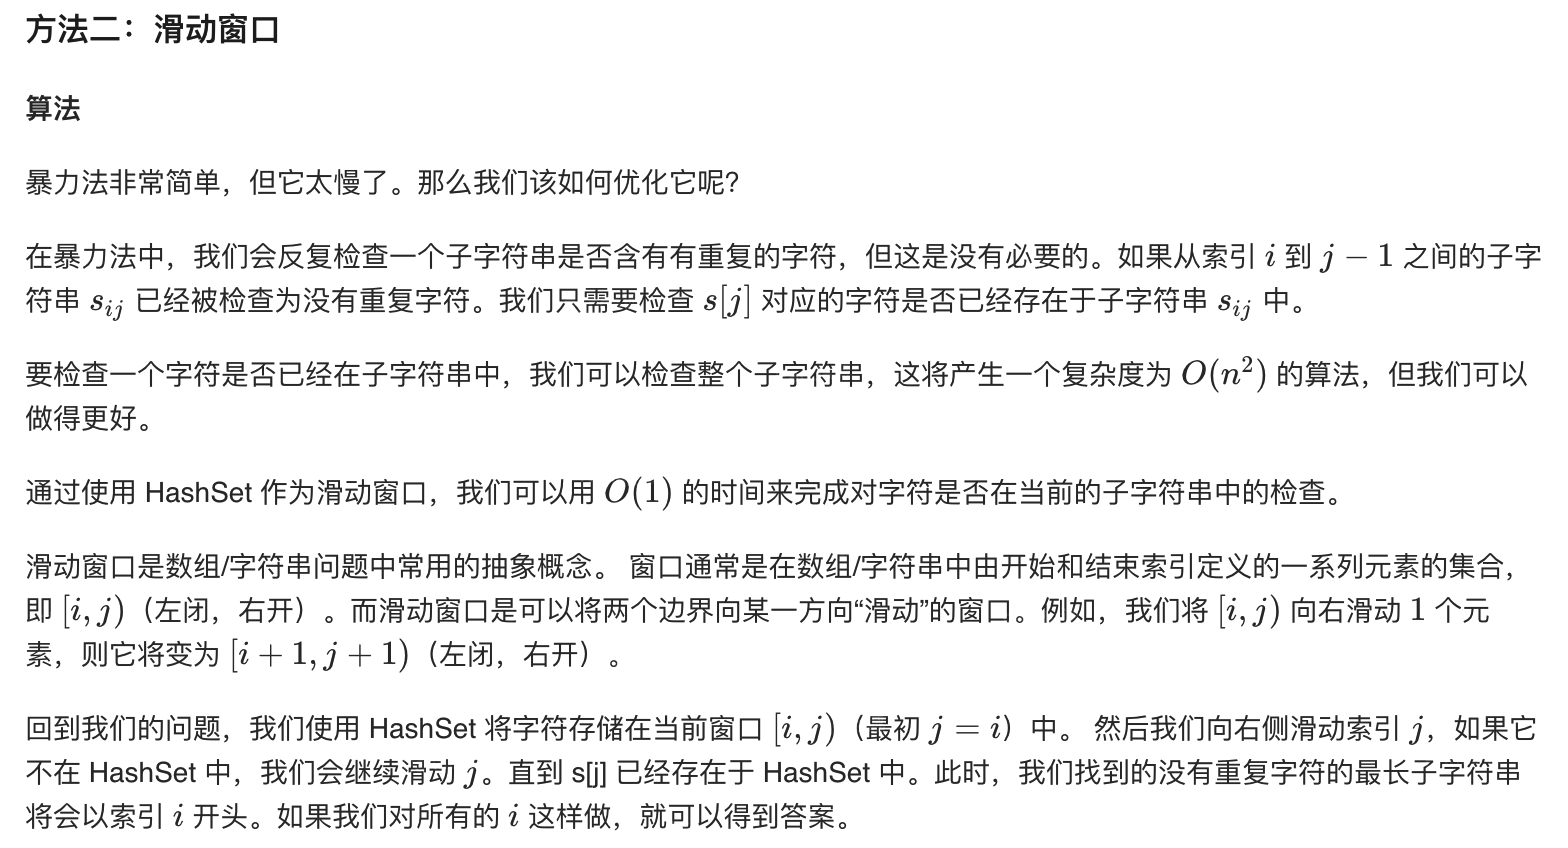 方法二：滑动窗口
算法
暴力法非常简单，但它太慢了。那么我们该如何优化它呢？
在暴力法中，我们会反复检查一个子字符串是否含有有重复的字符，但这是没有必要的。如果从索引 i 到 j − 1 之间的子字
符串 s_{ij} 已经被检查为没有重复字符。我们只需要检查 s[j] 对应的字符是否已经存在于子字符串 s_{ij} 中。
要检查一个字符是否已经在子字符串中，我们可以检查整个子字符串，这将产生一个复杂度为 O(n^2) 的算法，但我们可以
做得更好。
通过使用 HashSet 作为滑动窗口，我们可以用 O(1) 的时间来完成对字符是否在当前的子字符串中的检查。
滑动窗口是数组/字符串问题中常用的抽象概念。 窗口通常是在数组/字符串中由开始和结束索引定义的一系列元素的集合，
即 [i, j)（左闭，右开）。而滑动窗口是可以将两个边界向某一方向“滑动”的窗口。例如，我们将 [i, j) 向右滑动 1 个元
素，则它将变为 [i + 1, j + 1)（左闭，右开）。
回到我们的问题，我们使用 HashSet 将字符存储在当前窗口 [i, j)（最初 j = i）中。 然后我们向右侧滑动索引 j，如果它
不在 HashSet 中，我们会继续滑动 j。直到 s[j] 已经存在于 HashSet 中。此时，我们找到的没有重复字符的最长子字符串
将会以索引 i 开头。如果我们对所有的 i 这样做，就可以得到答案。